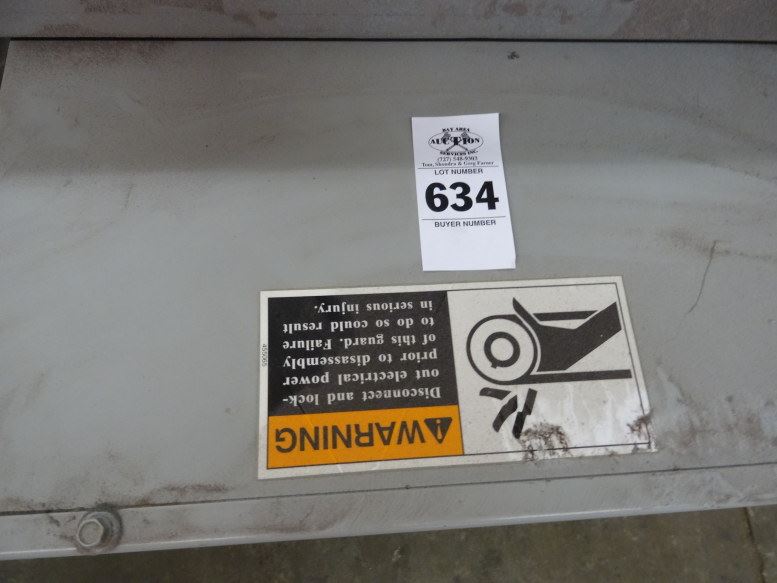 BAY AREA
AUCTION
SERVICES INC.
(727) 548-9303
Tom, Shondra & Greg Farner
LOT NUMBER
634
BUYER NUMBER
WARNING
Disconnect and lock-
out electrical power
prior to disassembly
of this guard. Failure
to do so could result
in serious injury.
455065